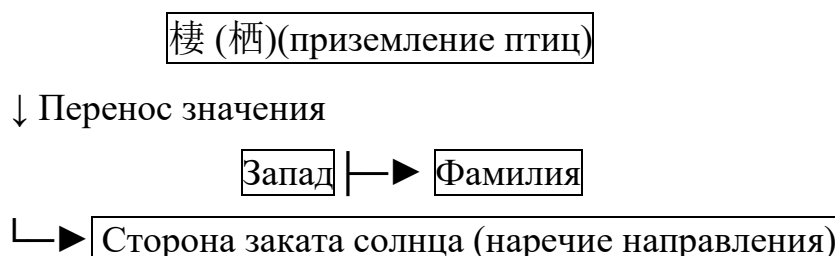 棲 (栖)(приземление птиц)
↓ Перенос значения
Запад ├─► Фамилия
└─► Сторона заката солнца (наречие направления)